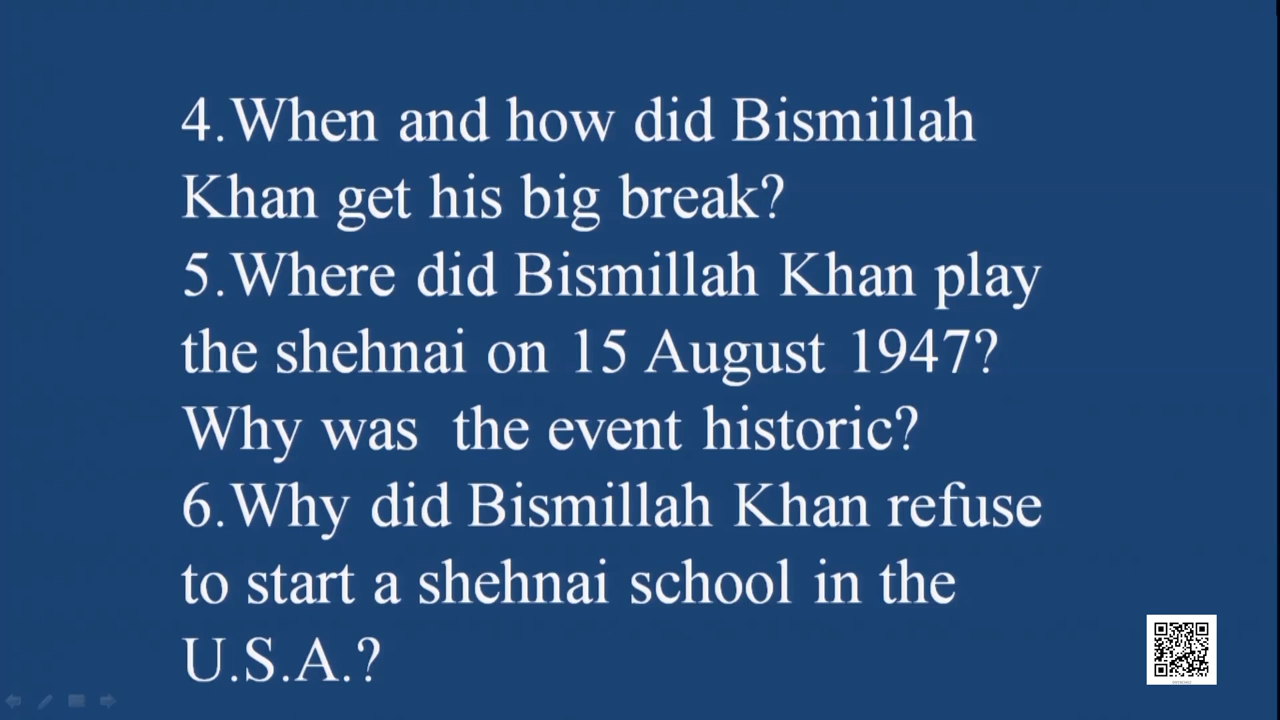 4.When and how did Bismillah
Khan get his big break?
5.Where did Bismillah Khan play
the shehnai on 15 August 1947?
Why was  the event historic?
6.Why did Bismillah Khan refuse
to start a shehnai school in the
U.S.A.?